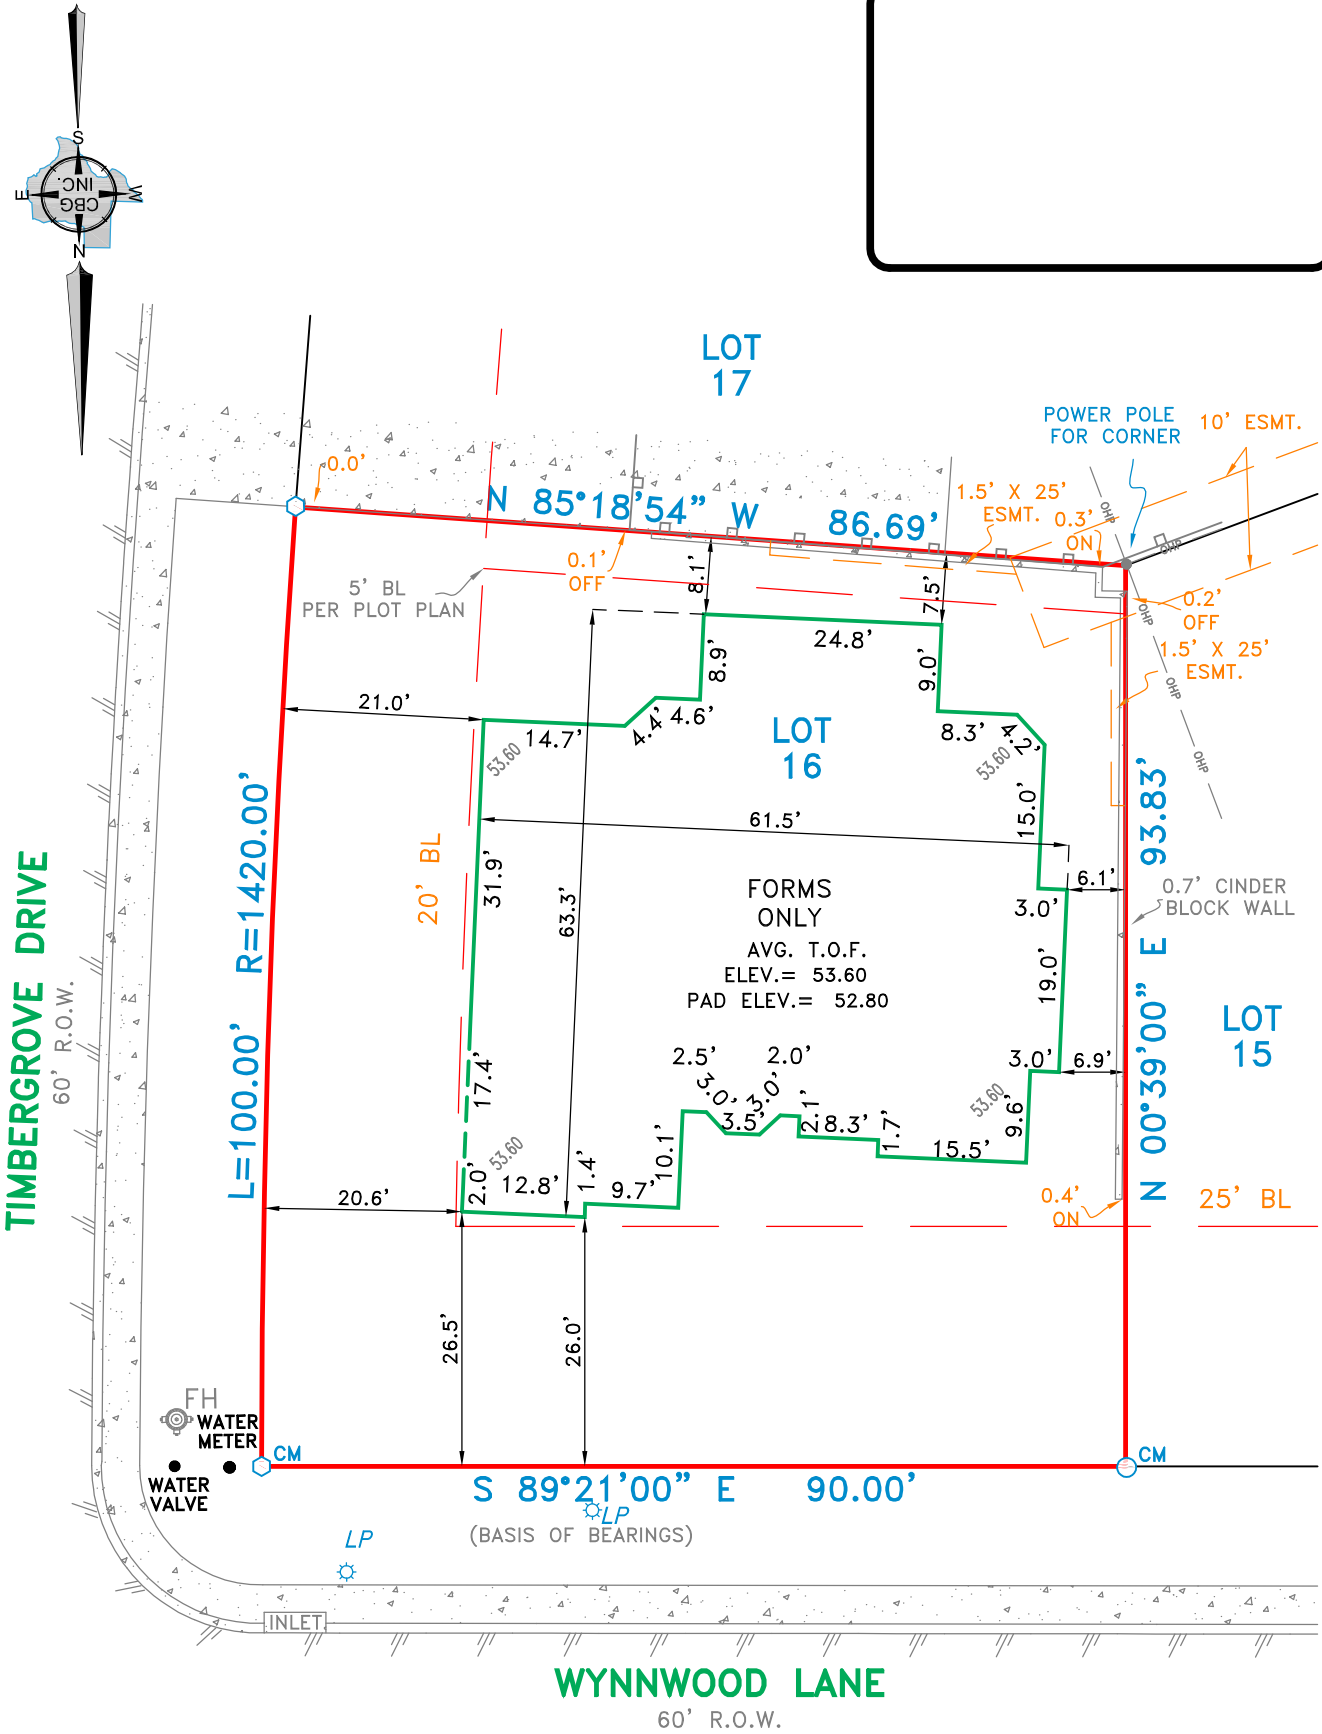 S
E
W
CBG
INC.
N
LOT
17
POWER POLE
FOR CORNER
10' ESMT.
0.0'
N 85°18'54" W 86.69'
1.5' X 25'
ESMT.
0.3'
ON
OHP
OHP
0.1'
OFF
8.1'
7.5'
5' BL
PER PLOT PLAN
0.2'
OFF
OHP
24.8'
8.9'
9.0'
1.5' X 25'
ESMT.
OHP
21.0'
14.7'
4.4'
4.6'
8.3'
4.2'
LOT
16
53.60
53.60
OHP
R=1420.00'
L=100.00'
61.5'
15.0'
N 00°39'00" E 93.83'
20' BL
31.9'
63.3'
FORMS
ONLY
AVG. T.O.F.
ELEV.= 53.60
PAD ELEV.= 52.80
6.1'
3.0'
0.7' CINDER
BLOCK WALL
19.0'
TIMBERGROVE DRIVE
60' R.O.W.
LOT
15
17.4'
2.5'
3.0'
3.5'
3.0'
2.0'
2.1'
8.3'
1.7'
15.5'
3.0'
6.9'
9.6'
53.60
53.60
2.0'
12.8'
1.4'
9.7'
10.1'
20.6'
0.4'
ON
25' BL
26.5'
26.0'
FH
WATER
METER
WATER
VALVE
CM
CM
S 89°21'00" E 90.00'
LP
(BASIS OF BEARINGS)
LP
INLET
WYNNWOOD LANE
60' R.O.W.